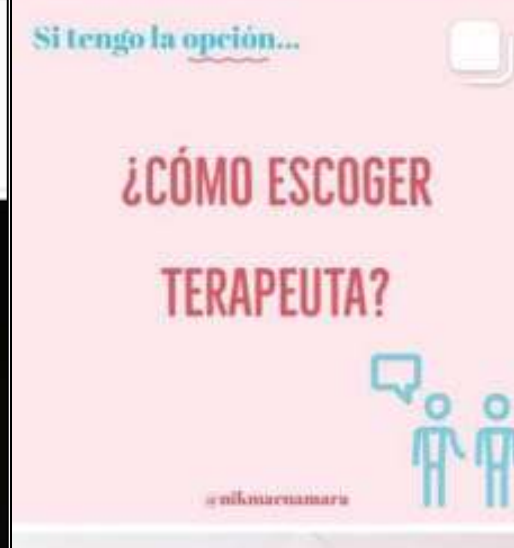 Si tengo la opción...
¿CÓMO ESCOGER
TERAPEUTA?
@nikmacnamara